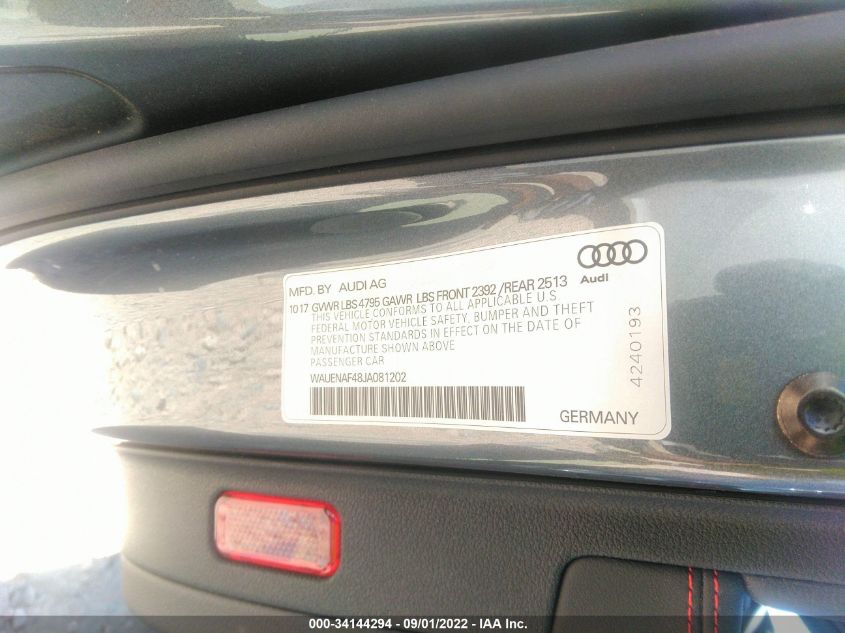 MFD. BY AUDI AG
Audi
10 17 GVWR LBS 4795 GAWR LBS FRONT 2392 /REAR 2513
THIS VEHICLE CONFORMS TO ALL APPLICABLE U.S
FEDERAL MOTOR VEHICLE SAFETY, BUMPER AND THEFT
PREVENTION STANDARDS IN EFFECT ON THE DATE OF
MANUFACTURE SHOWN ABOVE
PASSENGER CAR
WAUENAF48JA081202
4240193
GERMANY
000-34144294 - 09/01/2022 - IAA Inc.